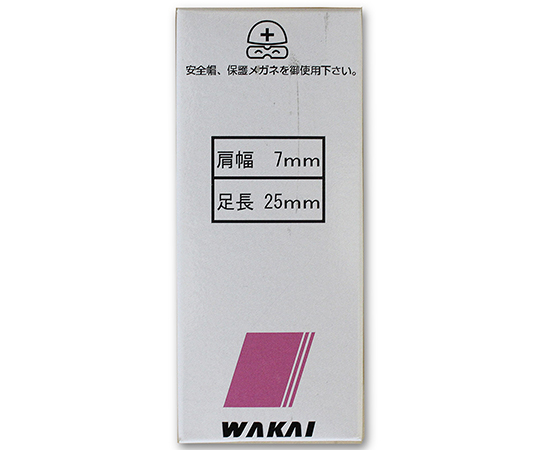 安全帽、保護メガネを御使用下さい。
肩幅 7mm
足長 25mm
WAKAI